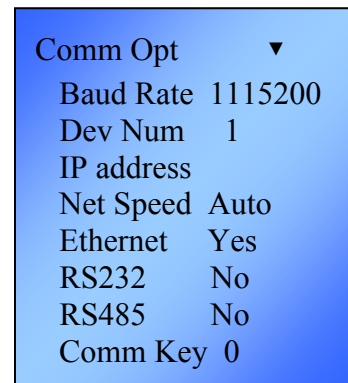 Comm Opt ▼
Baud Rate 1115200
Dev Num 1
IP address
Net Speed Auto
Ethernet Yes
RS232 No
RS485 No
Comm Key 0